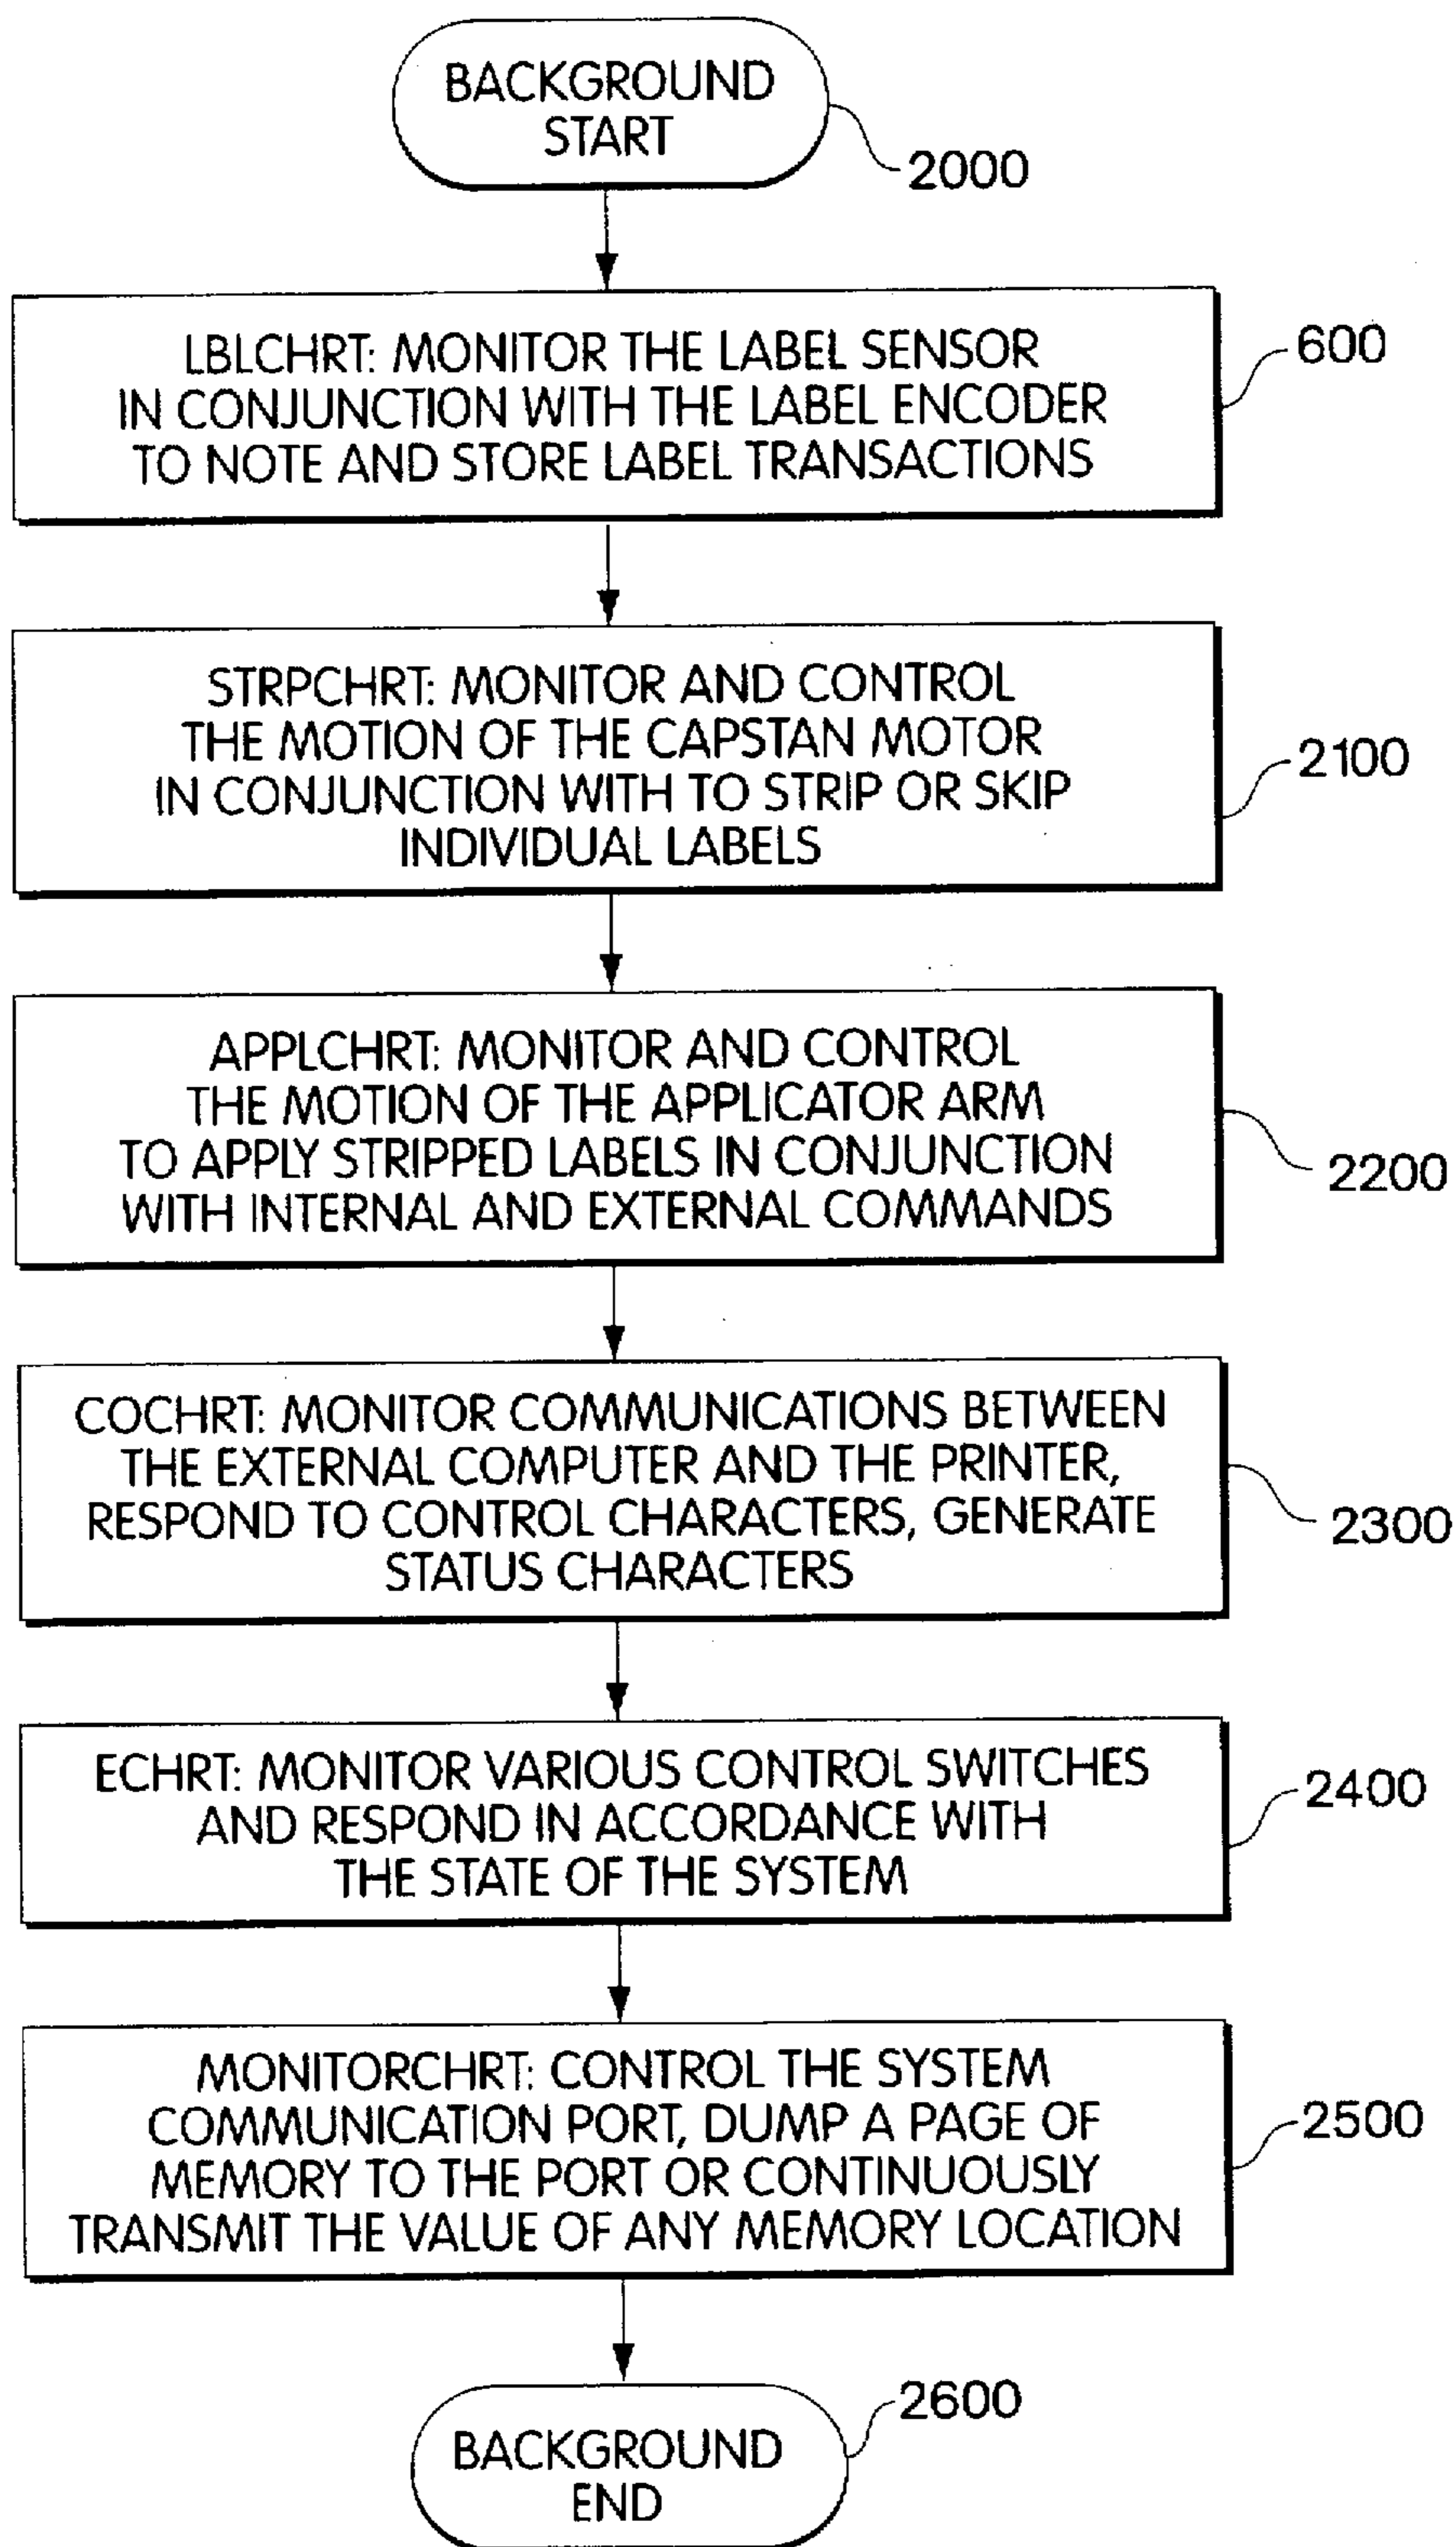 BACKGROUND
START
2000
LBLCHRT: MONITOR THE LABEL SENSOR
IN CONJUNCTION WITH THE LABEL ENCODER
TO NOTE AND STORE LABEL TRANSACTIONS
600
STRPCHRT: MONITOR AND CONTROL
THE MOTION OF THE CAPSTAN MOTOR
IN CONJUNCTION WITH TO STRIP OR SKIP
INDIVIDUAL LABELS
2100
APPLCHRT: MONITOR AND CONTROL
THE MOTION OF THE APPLICATOR ARM
TO APPLY STRIPPED LABELS IN CONJUNCTION
WITH INTERNAL AND EXTERNAL COMMANDS
2200
COCHRT: MONITOR COMMUNICATIONS BETWEEN
THE EXTERNAL COMPUTER AND THE PRINTER,
RESPOND TO CONTROL CHARACTERS, GENERATE
STATUS CHARACTERS
2300
ECHRT: MONITOR VARIOUS CONTROL SWITCHES
AND RESPOND IN ACCORDANCE WITH
THE STATE OF THE SYSTEM
2400
MONITORCHRT: CONTROL THE SYSTEM
COMMUNICATION PORT, DUMP A PAGE OF
MEMORY TO THE PORT OR CONTINUOUSLY
TRANSMIT THE VALUE OF ANY MEMORY LOCATION
2500
BACKGROUND
END
2600